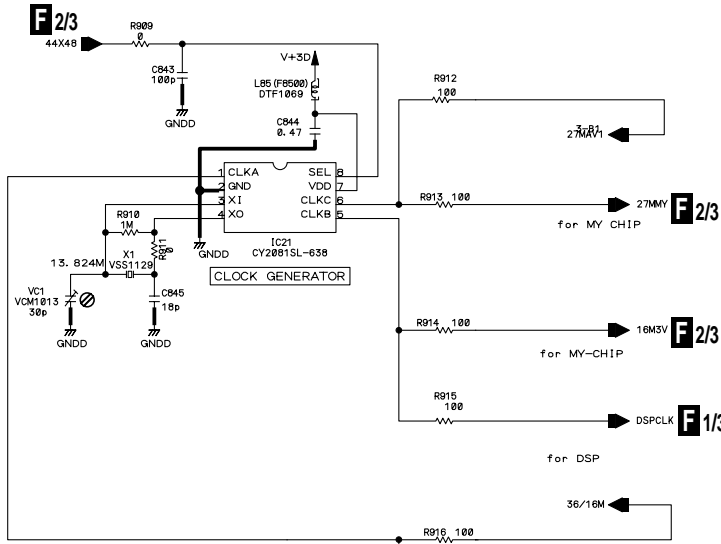 F 2/3
44X48
R909
0
C843
100p
GNDD
V+3D
L85(F8500)
DTF1069
C844
0.47
R912
100
3-B1
27MAV1
1 CLKA
2 GND
3 XI
4 XO
SEL 8
VDD 7
CLKC 6
CLKB 5
IC21
CY2081SL-638
CLOCK GENERATOR
GNDD
R913 100
27MMY
F 2/3
for MY CHIP
R910
1M
R911
0
13.824M
X1
VSS1129
VC1
VCM1013
30p
GNDD
C845
18p
GNDD
R914 100
16M3V
F 2/3
for MY-CHIP
R915
100
DSPCLK
F 1/3
for DSP
36/16M
R916 100